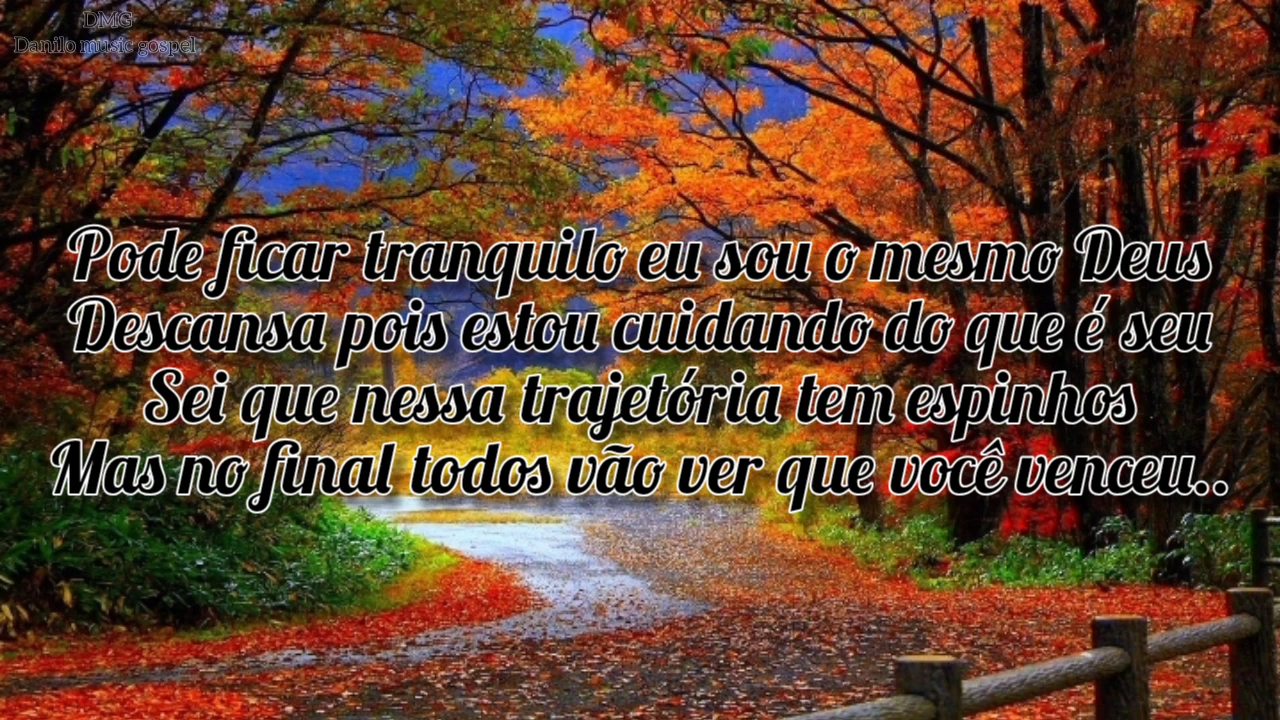 DMG
Danilo music gospel
Pode ficar tranquilo eu sou o mesmo Deus
Descansa pois estou cuidando do que é seu
Sei que nessa trajetória tem espinhos
Mas no final todos vão ver que você venceu..